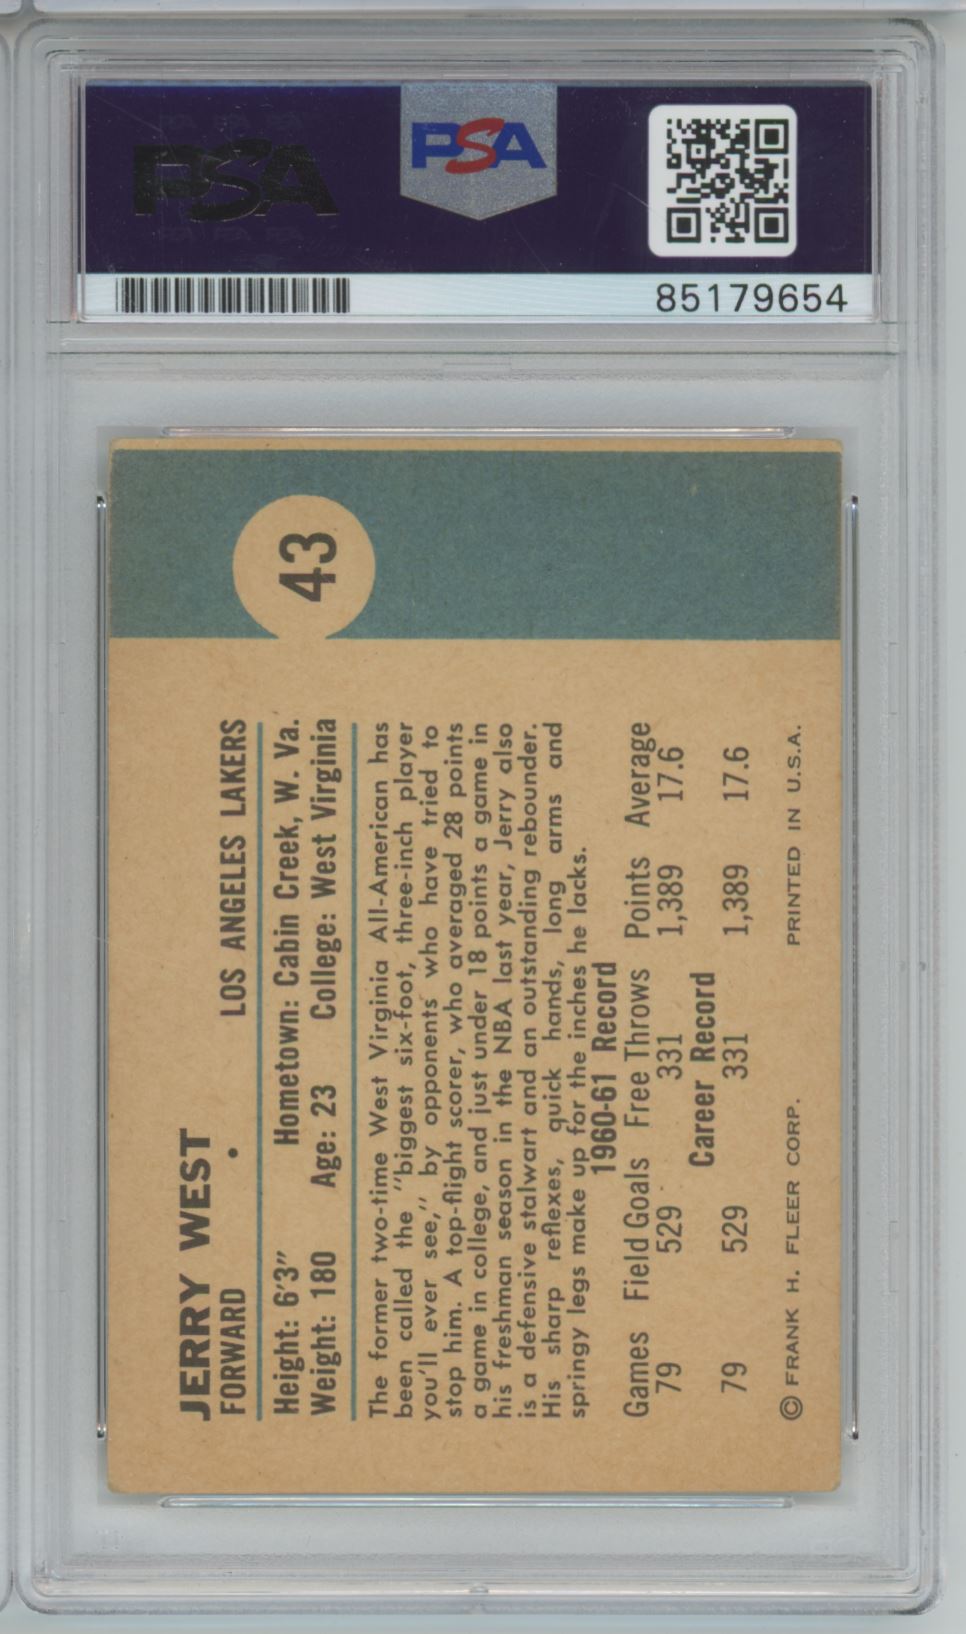 PSA
PSA
85179654
43
JERRY WEST
FORWARD • LOS ANGELES LAKERS
Height: 6'3" Hometown: Cabin Creek, W. Va.
Weight: 180 Age: 23 College: West Virginia
The former two-time West Virginia All-American has
been called the "biggest six-foot, three-inch player
you'll ever see," by opponents who have tried to
stop him. A top-flight scorer, who averaged 28 points
a game in college, and just under 18 points a game in
his freshman season in the NBA last year, Jerry also
is a defensive stalwart and an outstanding rebounder.
His sharp reflexes, quick hands, long arms and
springy legs make up for the inches he lacks.
1960-61 Record
Games Field Goals Free Throws Points Average
79 529 331 1,389 17.6
Career Record
79 529 331 1,389 17.6
© FRANK H. FLEER CORP. PRINTED IN U.S.A.